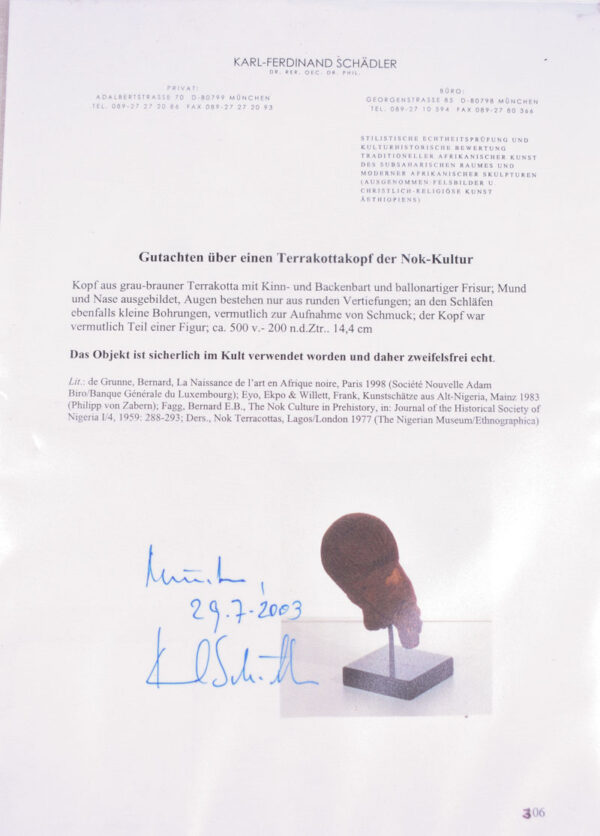 KARL-FERDINAND SCHÄDLER
DR. RER. OEC. DR. PHIL.
PRIVAT:
ADALBERTSTRASSE 70 D-80799 MÜNCHEN
TEL. 089-27 27 20 86 FAX 089-27 27 20 93
BÜRO:
GEORGENSTRASSE 85 D-80798 MÜNCHEN
TEL. 089-27 10 594 FAX 089-27 80 366
STILISTISCHE ECHTHEITSPRÜFUNG UND
KULTURHISTORISCHE BEWERTUNG
TRADITIONELLER AFRIKANISCHER KUNST
DES SUBSAHARISCHEN RAUMES UND
MODERNER AFRIKANISCHER SKULPTUREN
(AUSGENOMMEN FELSBILDER U.
CHRISTLICH-RELIGIÖSE KUNST
ÄSTHIOPIENS)
Gutachten über einen Terrakottakopf der Nok-Kultur
Kopf aus grau-brauner Terrakotta mit Kinn- und Backenbart und ballonartiger Frisur; Mund
und Nase ausgebildet, Augen bestehen nur aus runden Vertiefungen; an den Schläfen
ebenfalls kleine Bohrungen, vermutlich zur Aufnahme von Schmuck; der Kopf war
vermutlich Teil einer Figur; ca. 500 v.- 200 n.d.Ztr.. 14,4 cm
Das Objekt ist sicherlich im Kult verwendet worden und daher zweifelsfrei echt.
Lit.: de Grunne, Bernard, La Naissance de l'art en Afrique noire, Paris 1998 (Société Nouvelle Adam
Biro/Banque Générale du Luxembourg); Eyo, Ekpo & Willett, Frank, Kunstschätze aus Alt-Nigeria, Mainz 1983
(Philipp von Zabern); Fagg, Bernard E.B., The Nok Culture in Prehistory, in: Journal of the Historical Society of
Nigeria I/4, 1959: 288-293; Ders., Nok Terracottas, Lagos/London 1977 (The Nigerian Museum/Ethnographica)
München,
29.7.2003
Karl Schädler
306